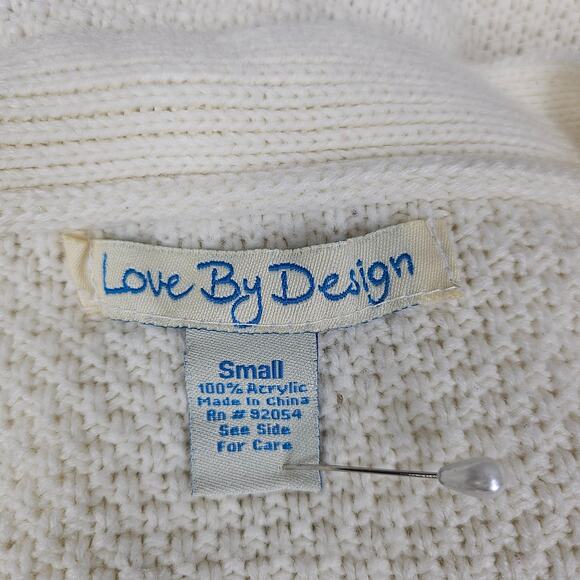 Love By Design
Small
100% Acrylic
Made In China
Rn # 92054
See Side
For Care